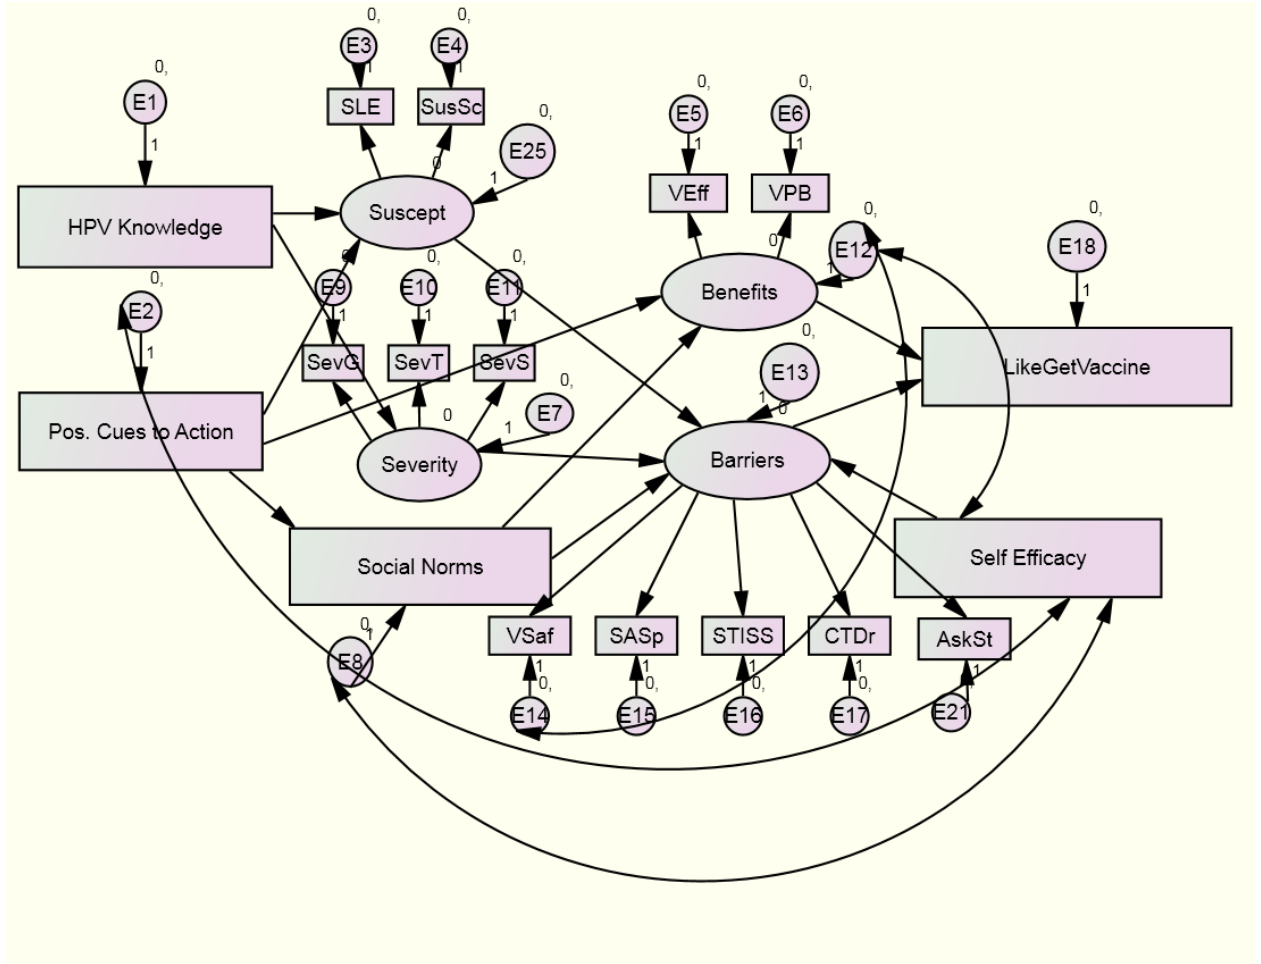 0,
0,
E3
E4
1
1
0,
E1
SLE
SusSc
0,
0,
0,
E5
E6
1
E25
1
1
1
0
VEff
VPB
HPV Knowledge
Suscept
0,
0,
E12
E18
0
1
0
0,
0,
0,
E2
E9
E10
E11
Benefits
1
1
1
1
1
0,
E13
SevG
SevT
SevS
LikeGetVaccine
0,
1
0
E7
0
1
Pos. Cues to Action
Severity
Barriers
Social Norms
Self Efficacy
0,
1
E8
VSaf
SASp
STISS
CTDr
AskSt
1
1
1
1
1
0,
0,
0,
0,
0,
E14
E15
E16
E17
E21